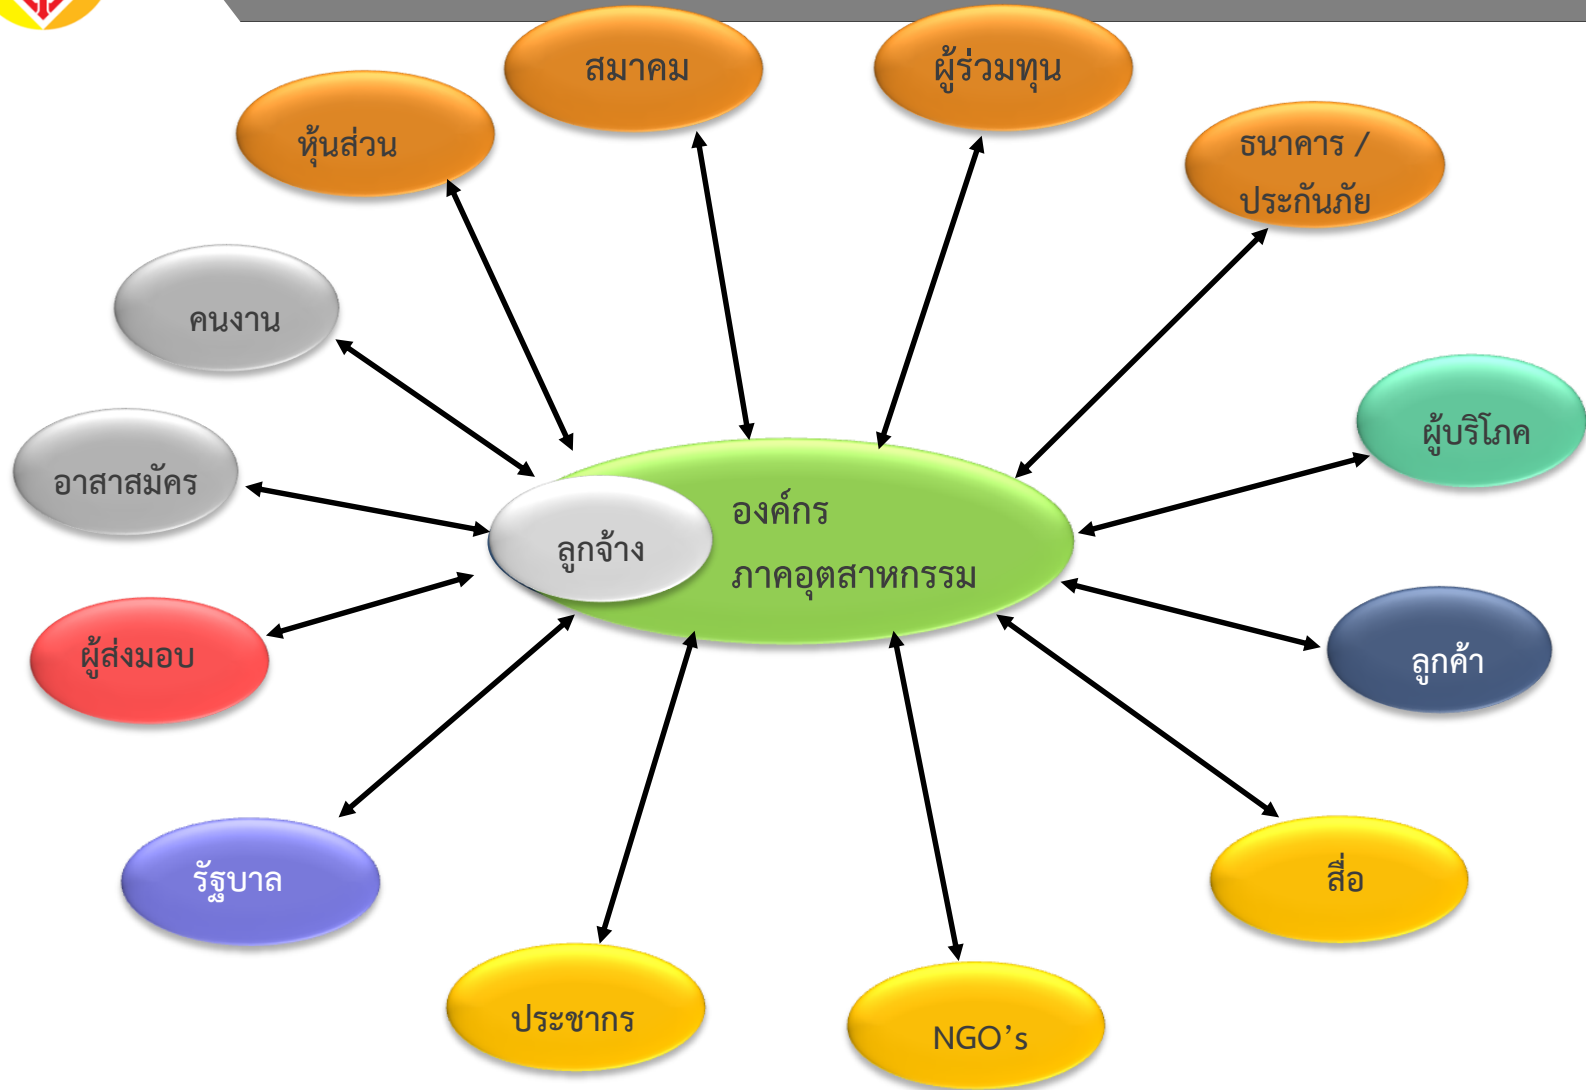 สมาคม
ผู้ร่วมทุน
หุ้นส่วน
ธนาคาร /
ประกันภัย
คนงาน
ผู้บริโภค
อาสาสมัคร
องค์กร
ภาคอุตสาหกรรม
ลูกจ้าง
ผู้ส่งมอบ
ลูกค้า
รัฐบาล
สื่อ
ประชากร
NGO’s